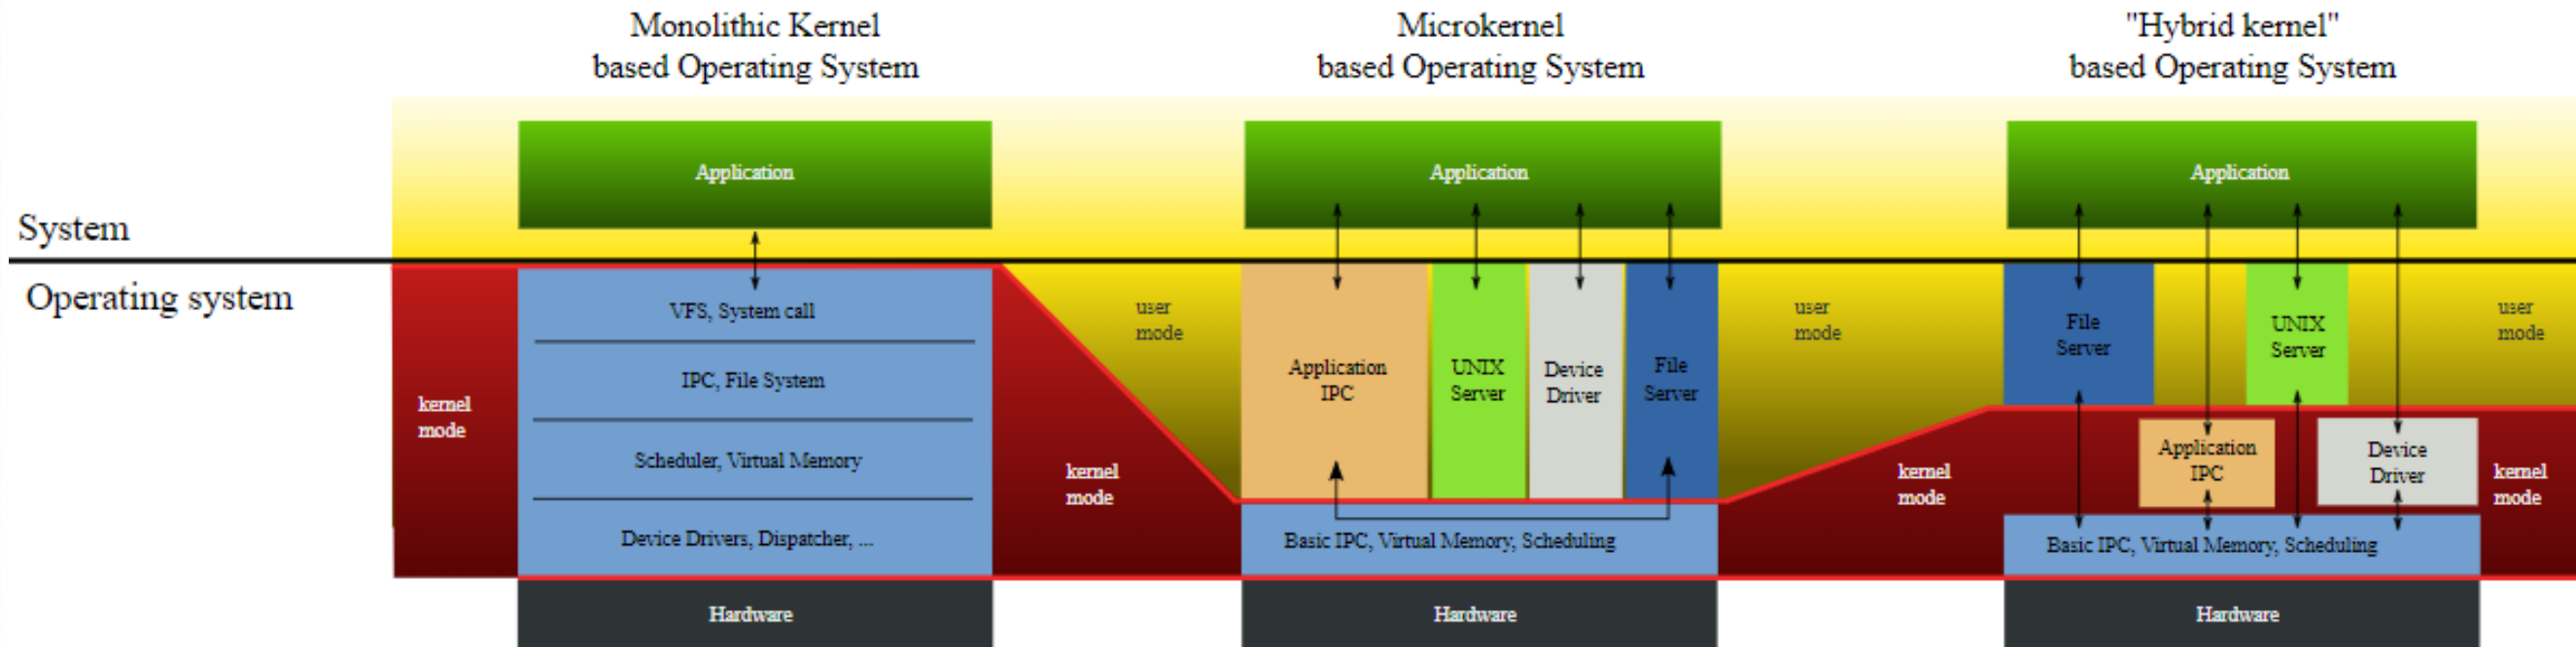 Monolithic Kernel
based Operating System
Microkernel
based Operating System
"Hybrid kernel"
based Operating System
System
Operating system
Application
VFS, System call
IPC, File System
Scheduler, Virtual Memory
Device Drivers, Dispatcher, ...
Hardware
kernel
mode
user
mode
kernel
mode
Application
Application
IPC
UNIX
Server
Device
Driver
File
Server
Basic IPC, Virtual Memory, Scheduling
Hardware
user
mode
kernel
mode
Application
File
Server
UNIX
Server
Application
IPC
Device
Driver
Basic IPC, Virtual Memory, Scheduling
Hardware
user
mode
kernel
mode